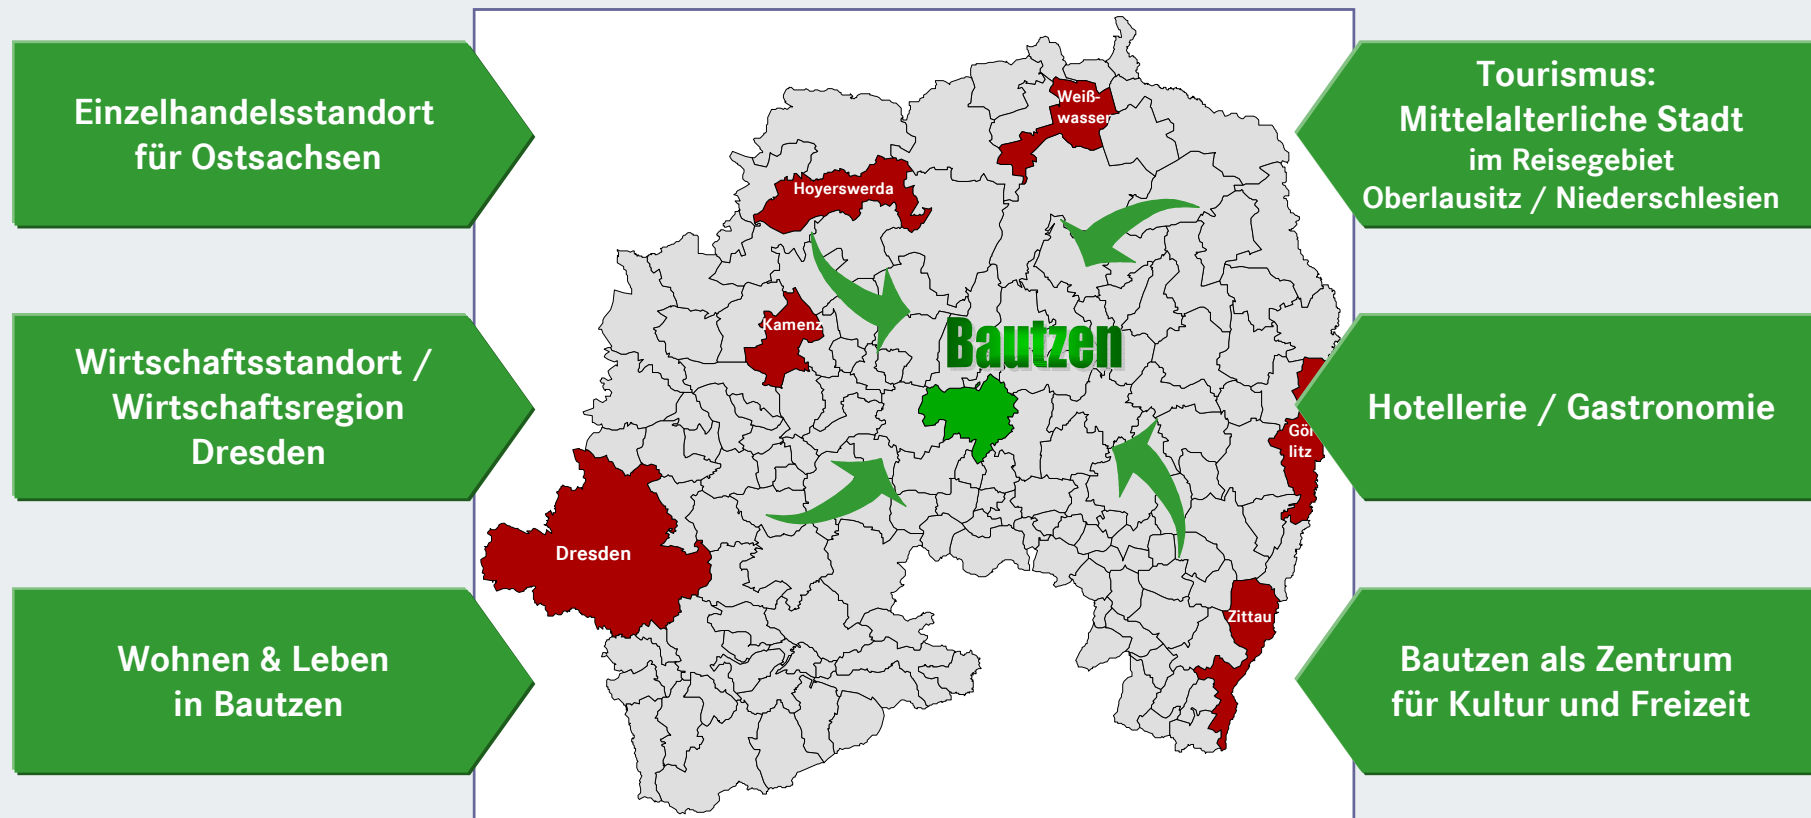 Einzelhandelsstandort
für Ostsachsen
Wirtschaftsstandort /
Wirtschaftsregion
Dresden
Wohnen & Leben
in Bautzen
Weiß-
wasser
Hoyerswerda
Kamenz
Bautzen
Gör
litz
Dresden
Zittau
Tourismus:
Mittelalterliche Stadt
im Reisegebiet
Oberlausitz / Niederschlesien
Hotellerie / Gastronomie
Bautzen als Zentrum
für Kultur und Freizeit